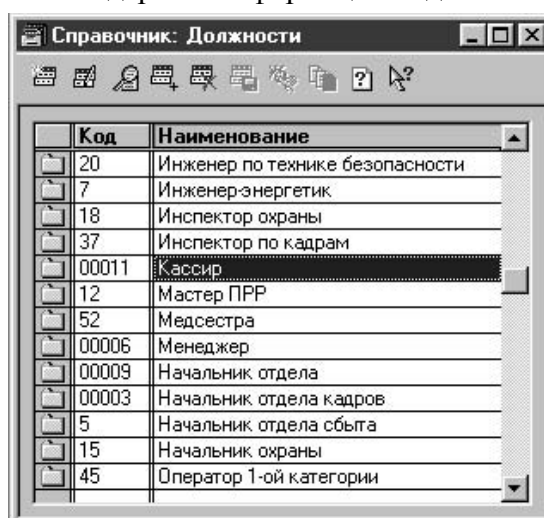 Справочник: Должности
Код Наименование
20 Инженер по технике безопасности
7 Инженер-энергетик
18 Инспектор охраны
37 Инспектор по кадрам
00011 Кассир
12 Мастер ПРР
52 Медсестра
00006 Менеджер
00009 Начальник отдела
00003 Начальник отдела кадров
5 Начальник отдела сбыта
15 Начальник охраны
45 Оператор 1-ой категории